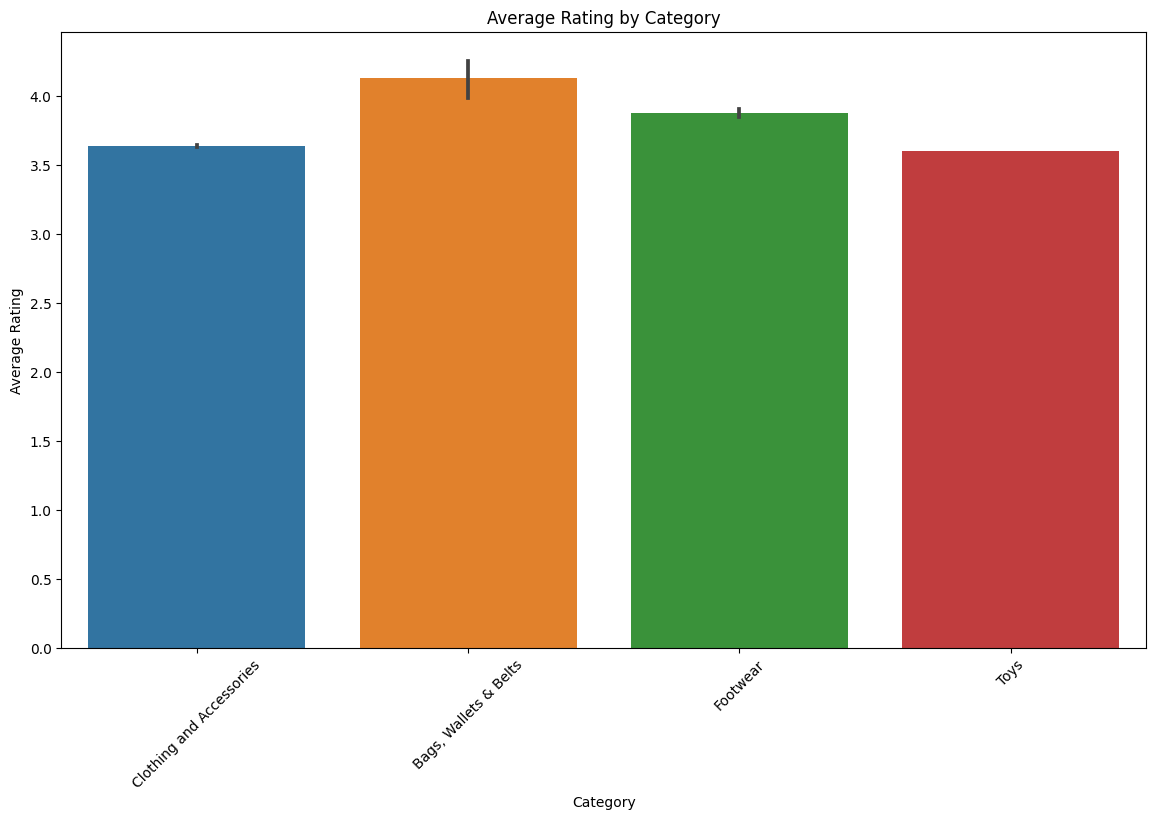 Average Rating by Category
Average Rating
4.0
3.5
3.0
2.5
2.0
1.5
1.0
0.5
0.0
Clothing and Accessories
Bags, Wallets & Belts
Footwear
Toys
Category